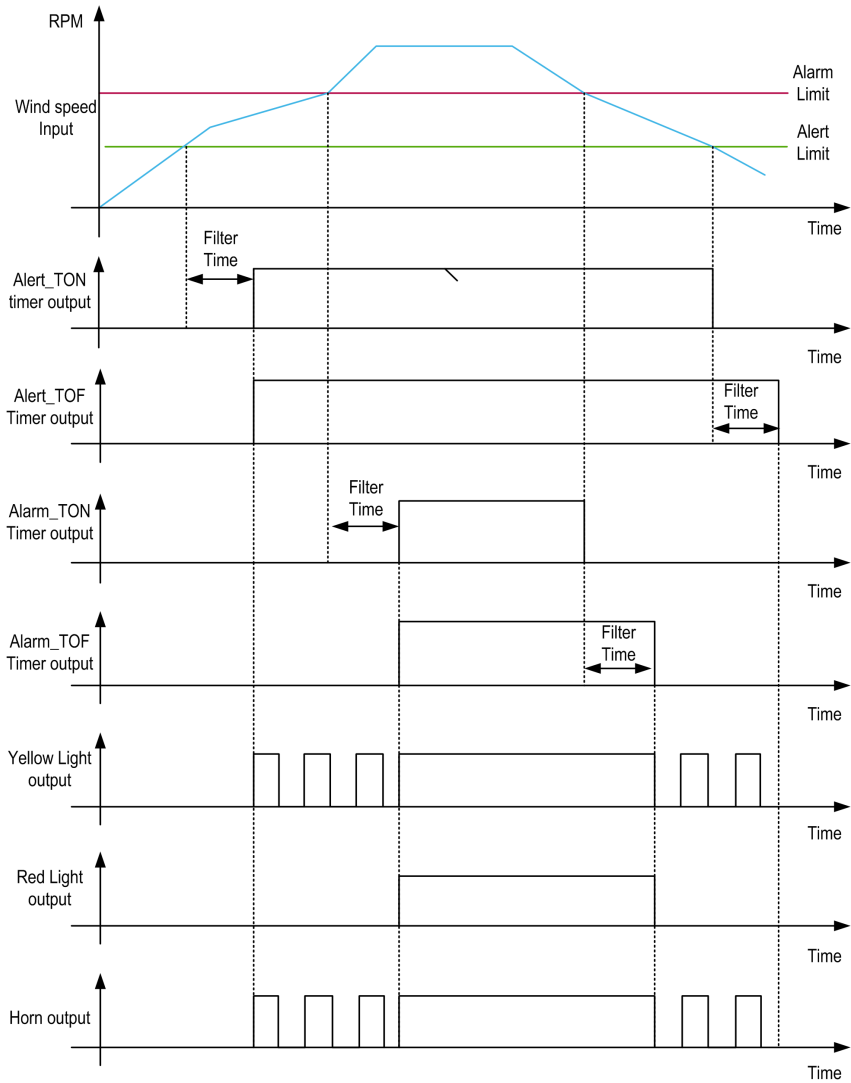 RPM
Alarm
Limit
Wind speed
Input
Alert
Limit
Time
Filter
Time
Alert_TON
timer output
Time
Alert_TOF
Timer output
Filter
Time
Time
Filter
Time
Alarm_TON
Timer output
Time
Alarm_TOF
Timer output
Filter
Time
Time
Yellow Light
output
Time
Red Light
output
Time
Horn output
Time